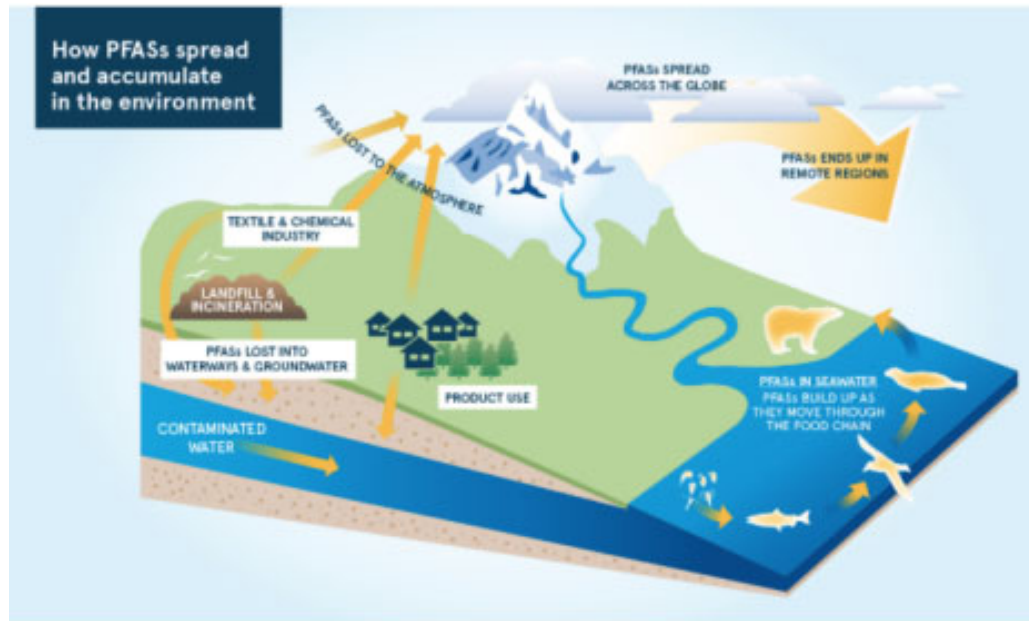 How PFASs spread
and accumulate
in the environment
PFASs SPREAD
ACROSS THE GLOBE
PFASs LOST TO THE ATMOSPHERE
PFASs ENDS UP IN
REMOTE REGIONS
TEXTILE & CHEMICAL
INDUSTRY
LANDFILL &
INCINERATION
PFASs LOST INTO
WATERWAYS & GROUNDWATER
PRODUCT USE
PFASs IN SEAWATER
PFASs BUILD UP AS
THEY MOVE THROUGH
THE FOOD CHAIN
CONTAMINATED
WATER